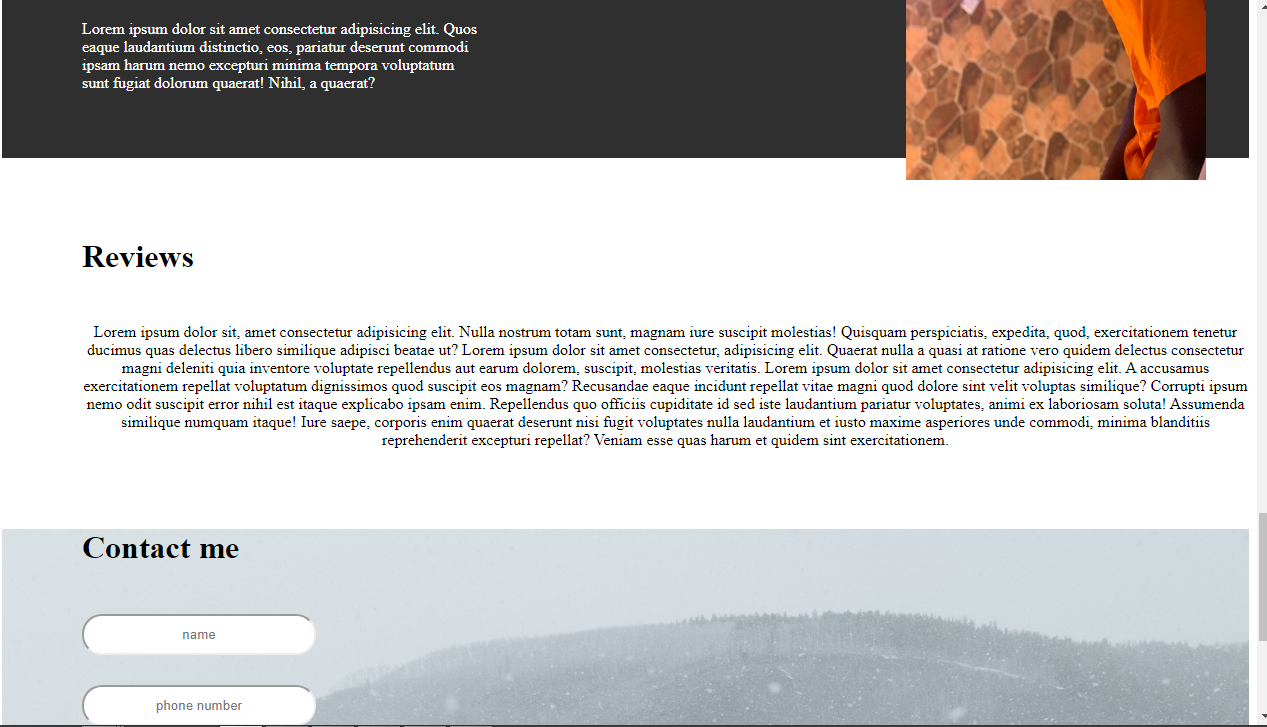 Lorem ipsum dolor sit amet consectetur adipisicing elit. Quos
eaque laudantium distinctio, eos, pariatur deserunt commodi
ipsam harum nemo excepturi minima tempora voluptatum
sunt fugiat dolorum quaerat! Nihil, a quaerat?
Reviews
Lorem ipsum dolor sit, amet consectetur adipisicing elit. Nulla nostrum totam sunt, magnam iure suscipit molestias! Quisquam perspiciatis, expedita, quod, exercitationem tenetur
ducimus quas delectus libero similique adipisci beatae ut? Lorem ipsum dolor sit amet consectetur, adipisicing elit. Quaerat nulla a quasi at ratione vero quidem delectus consectetur
magni deleniti quia inventore voluptate repellendus aut earum dolorem, suscipit, molestias veritatis. Lorem ipsum dolor sit amet consectetur adipisicing elit. A accusamus
exercitationem repellat voluptatum dignissimos quod suscipit eos magnam? Recusandae eaque incidunt repellat vitae magni quod dolore sint velit voluptas similique? Corrupti ipsum
nemo odit suscipit error nihil est itaque explicabo ipsam enim. Repellendus quo officiis cupiditate id sed iste laudantium pariatur voluptates, animi ex laboriosam soluta! Assumenda
similique numquam itaque! Iure saepe, corporis enim quaerat deserunt nisi fugit voluptates nulla laudantium et iusto maxime asperiores unde commodi, minima blanditiis
reprehenderit excepturi repellat? Veniam esse quas harum et quidem sint exercitationem.
Contact me
name
phone number